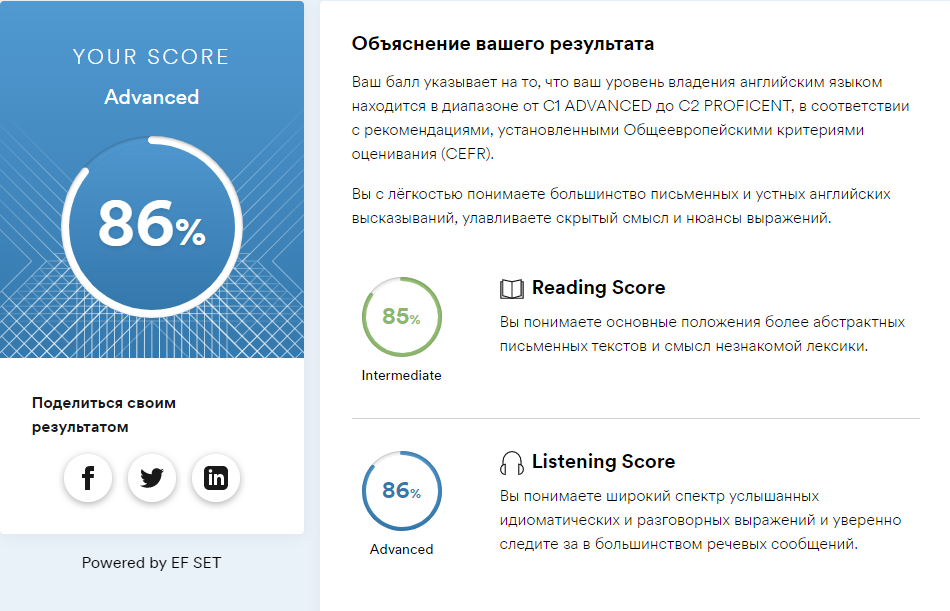 YOUR SCORE
Advanced
86%
Поделиться своим
результатом
Powered by EF SET
Объяснение вашего результата
Ваш балл указывает на то, что ваш уровень владения английским языком
находится в диапазоне от C1 ADVANCED до C2 PROFICENT, в соответствии
с рекомендациями, установленными Общеевропейскими критериями
оценивания (CEFR).
Вы с лёгкостью понимаете большинство письменных и устных английских
высказываний, улавливаете скрытый смысл и нюансы выражений.
85%
Intermediate
Reading Score
Вы понимаете основные положения более абстрактных
письменных текстов и смысл незнакомой лексики.
86%
Advanced
Listening Score
Вы понимаете широкий спектр услышанных
идиоматических и разговорных выражений и уверенно
следите за в большинством речевых сообщений.